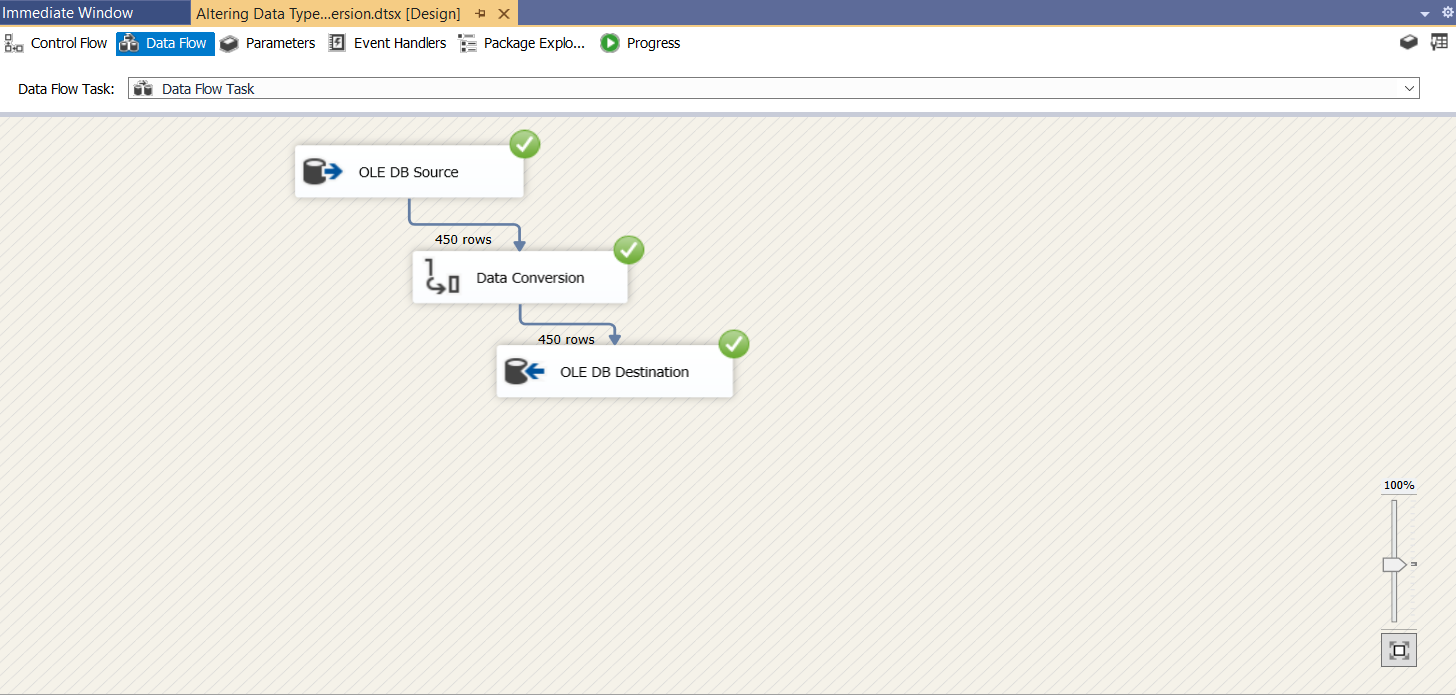 Immediate Window
Altering Data Type...ersion.dtsx [Design]
Control Flow
Data Flow
Parameters
Event Handlers
Package Explo...
Progress
Data Flow Task:
Data Flow Task
OLE DB Source
450 rows
Data Conversion
450 rows
OLE DB Destination
100%